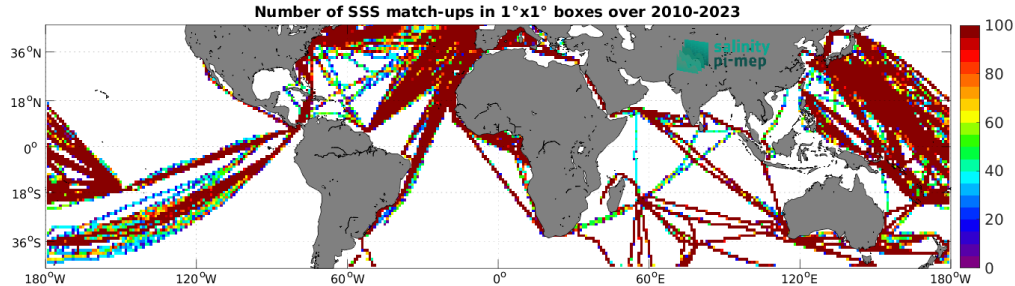 Number of SSS match-ups in 1°x1° boxes over 2010-2023
salinity
pi-mep
36°N
18°N
0°
18°S
36°S
180°W
120°W
60°W
0°
60°E
120°E
180°W
100
80
60
40
20
0